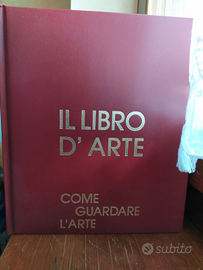 IL LIBRO
D' ARTE
COME
GUARDARE
L'ARTE
subito